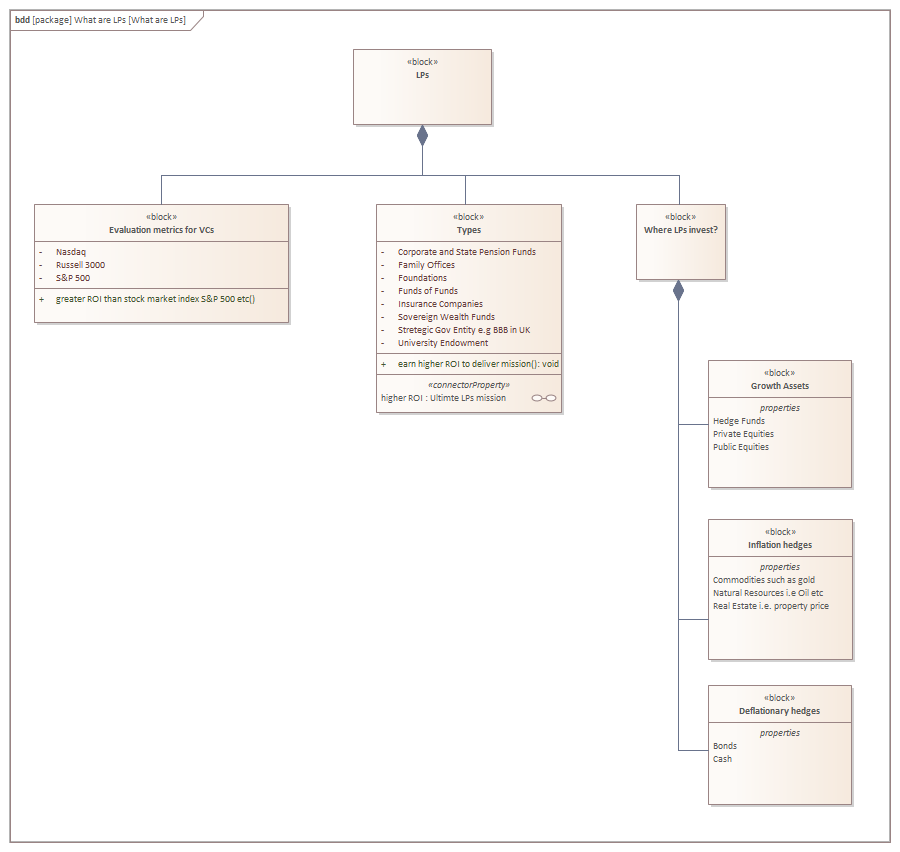 bdd [package] What are LPs [What are LPs]
«block»
LPs
«block»
Evaluation metrics for VCs
- Nasdaq
- Russell 3000
- S&P 500
+ greater ROI than stock market index S&P 500 etc()
«block»
Types
- Corporate and State Pension Funds
- Family Offices
- Foundations
- Funds of Funds
- Insurance Companies
- Sovereign Wealth Funds
- Stretegic Gov Entity e.g BBB in UK
- University Endowment
+ earn higher ROI to deliver mission(): void
«connectorProperty»
higher ROI : Ultimte LPs mission
«block»
Where LPs invest?
«block»
Growth Assets
properties
Hedge Funds
Private Equities
Public Equities
«block»
Inflation hedges
properties
Commodities such as gold
Natural Resources i.e Oil etc
Real Estate i.e. property price
«block»
Deflationary hedges
properties
Bonds
Cash